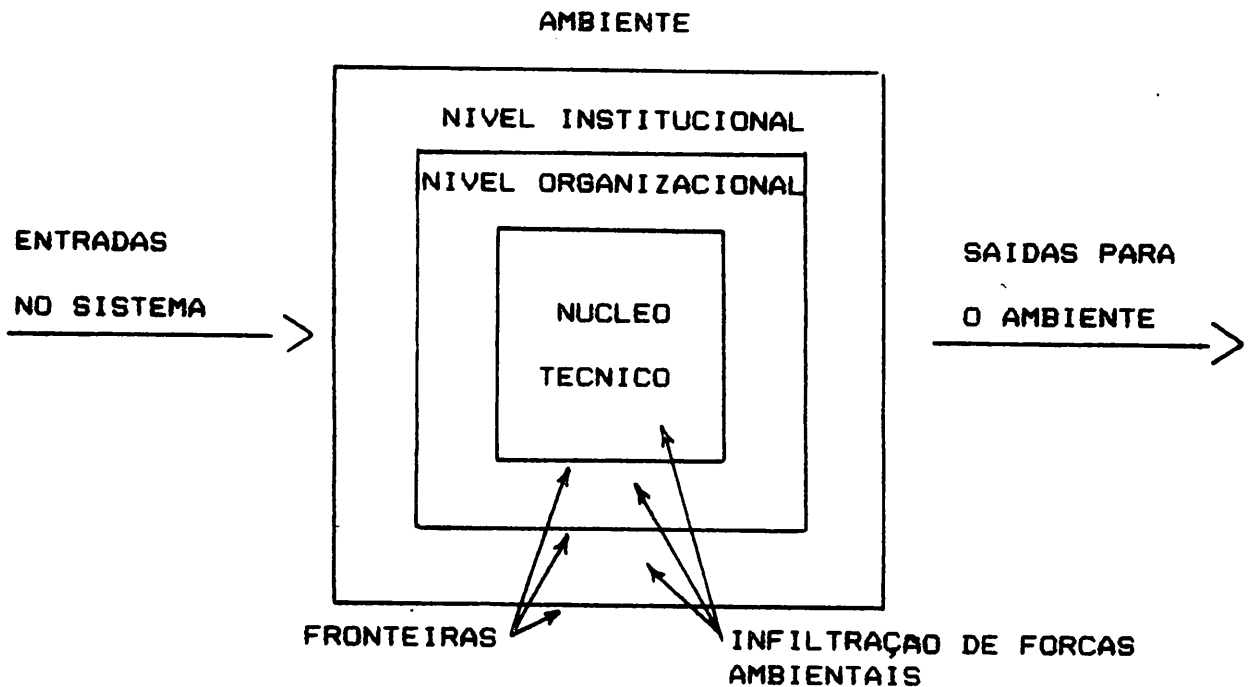 AMBIENTE
NIVEL INSTITUCIONAL
NIVEL ORGANIZACIONAL
ENTRADAS
NO SISTEMA
NUCLEO
TECNICO
SAIDAS PARA
O AMBIENTE
FRONTEIRAS
INFILTRAÇAO DE FORCAS
AMBIENTAIS